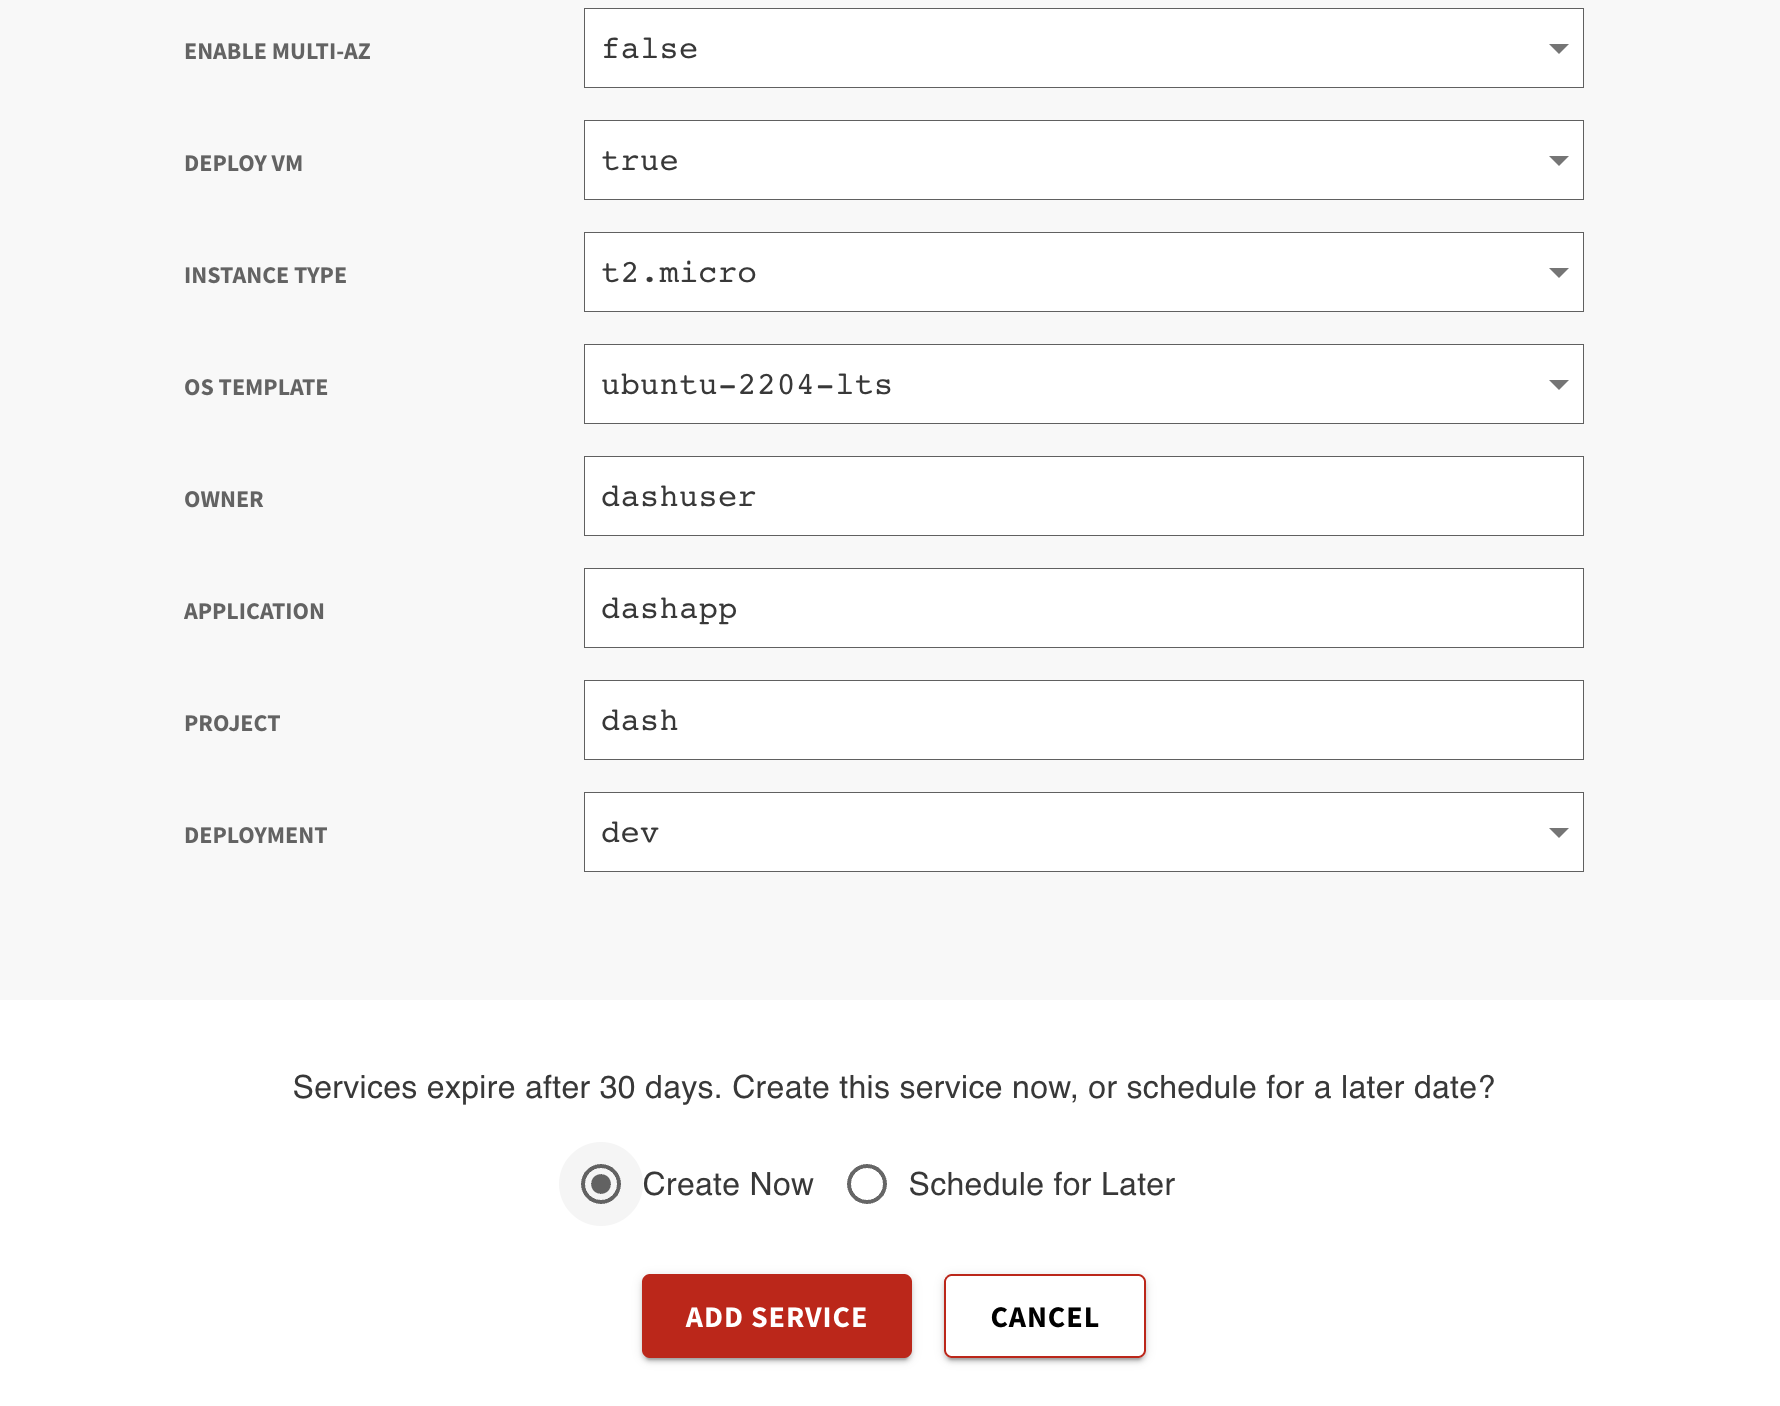 ENABLE MULTI-AZ false
DEPLOY VM true
INSTANCE TYPE t2.micro
OS TEMPLATE ubuntu-2204-lts
OWNER dashuser
APPLICATION dashapp
PROJECT dash
DEPLOYMENT dev
Services expire after 30 days. Create this service now, or schedule for a later date?
Create Now Schedule for Later
ADD SERVICE CANCEL